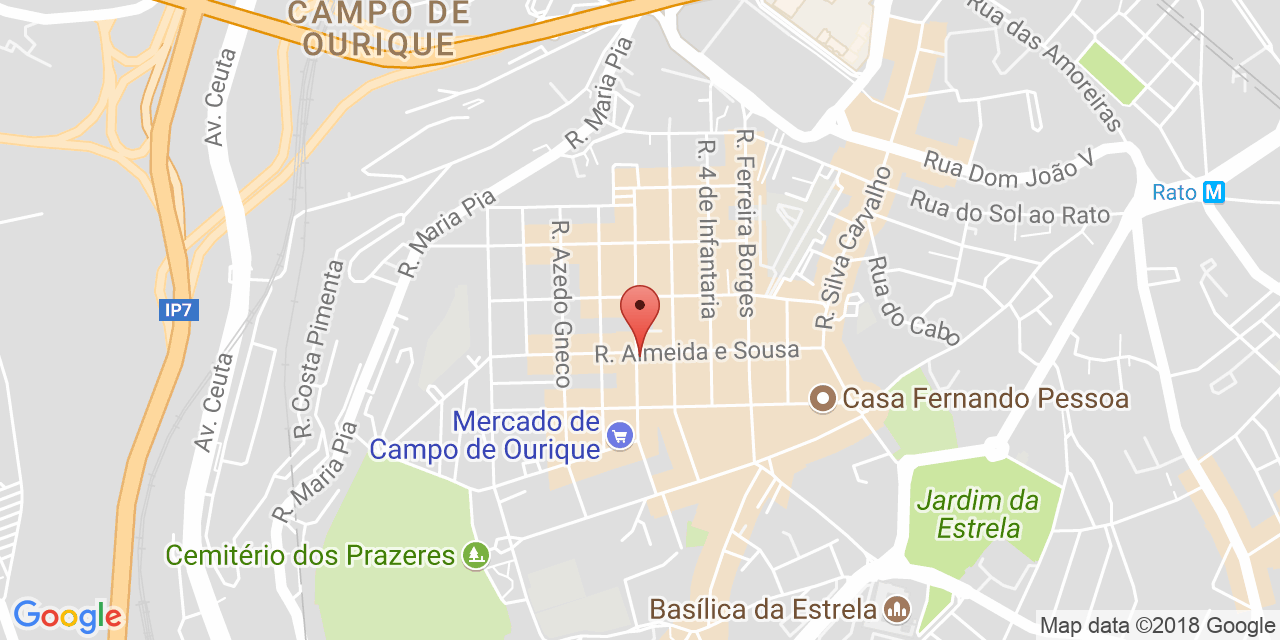 CAMPO DE
OURIQUE
Rua das Amoreiras
Av. Ceuta
R. Maria Pia
Rua Dom João V
R. Ferreira Borges
R. 4 de Infantaria
Rato M
R. Silva Carvalho
Rua do Sol ao Rato
R. Maria Pia
R. Azedo Gneco
R. Costa Pimenta
Rua do Cabo
IP7
R. Almeida e Sousa
Av. Ceuta
Casa Fernando Pessoa
Mercado de
Campo de Ourique
R. Maria Pia
Jardim da
Estrela
Cemitério dos Prazeres
Basílica da Estrela
Google
Map data ©2018 Google